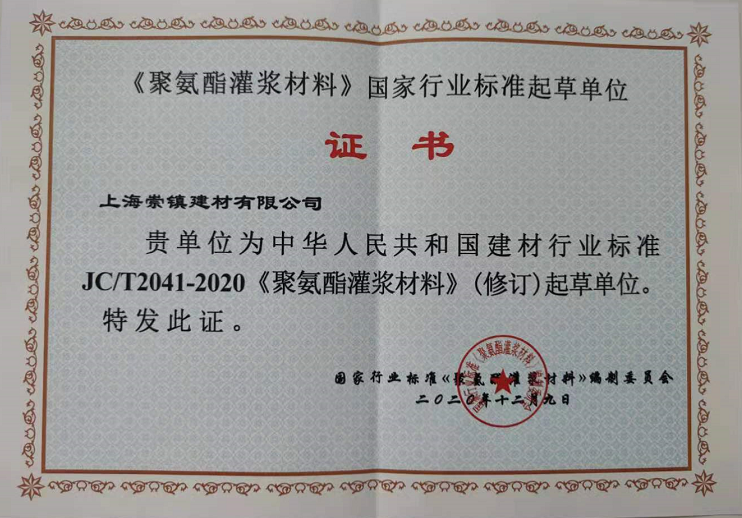 《聚氨酯灌浆材料》国家行业标准起草单位
证书
上海崇镇建材有限公司
贵单位为中华人民共和国建材行业标准
JC/T2041-2020《聚氨酯灌浆材料》(修订)起草单位。
特发此证。
国家行业标准《聚氨酯灌浆材料》编制委员会
二〇二〇年十二月九日